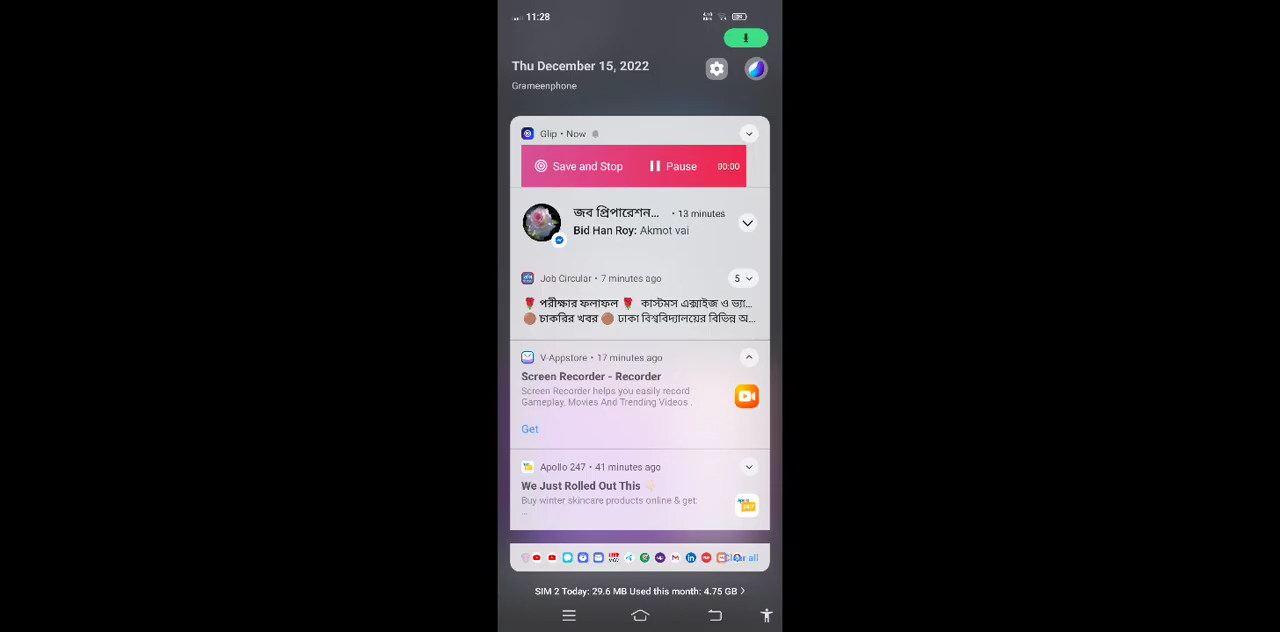 11:28
Thu December 15, 2022
Grameenphone
Glip • Now
Save and Stop Pause 00:00
জব প্রিপারেশন... • 13 minutes
Bid Han Roy: Akmot vai
Job Circular • 7 minutes ago 5
পরীক্ষার ফলাফল কাস্টমস এক্সাইজ ও ভ্যা...
চাকরির খবর ঢাকা বিশ্ববিদ্যালয়ের বিভিন্ন অ...
V-Appstore • 17 minutes ago
Screen Recorder - Recorder
Screen Recorder helps you easily record
Gameplay, Movies And Trending Videos .
Get
Apollo 247 • 41 minutes ago
We Just Rolled Out This
Buy winter skincare products online & get:
...
Clear all
SIM 2 Today: 29.6 MB Used this month: 4.75 GB